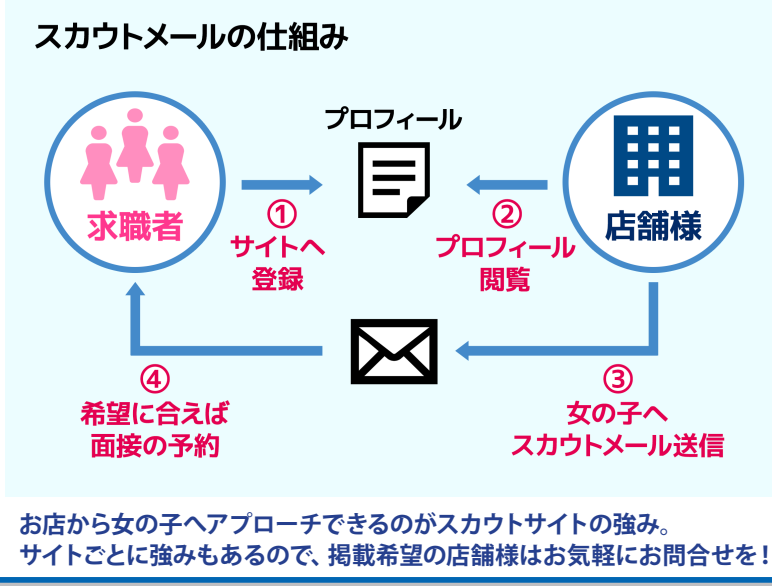 スカウトメールの仕組み
プロフィール
求職者
店舗様
①
サイトへ
登録
②
プロフィール
閲覧
③
女の子へ
スカウトメール送信
④
希望に合えば
面接の予約
お店から女の子へアプローチできるのがスカウトサイトの強み。
サイトごとに強みもあるので、掲載希望の店舗様はお気軽にお問合せを！